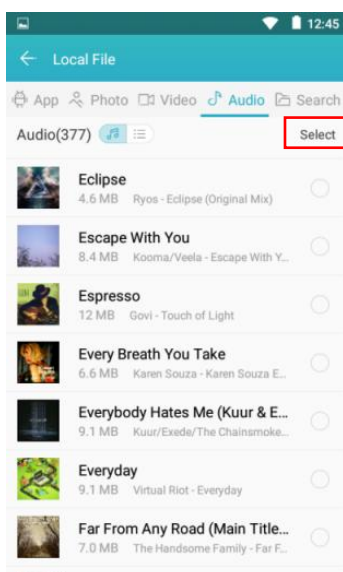 12:45
Local File
App Photo Video Audio Search
Audio(377) Select
Eclipse
4.6 MB Ryos - Eclipse (Original Mix)
Escape With You
8.4 MB Kooma/Veela - Escape With Y...
Espresso
12 MB Govi - Touch of Light
Every Breath You Take
6.6 MB Karen Souza - Karen Souza E...
Everybody Hates Me (Kuur & E...
9.1 MB Kuur/Exede/The Chainsmoke...
Everyday
9.1 MB Virtual Riot - Everyday
Far From Any Road (Main Title...
7.0 MB The Handsome Family - Far F...